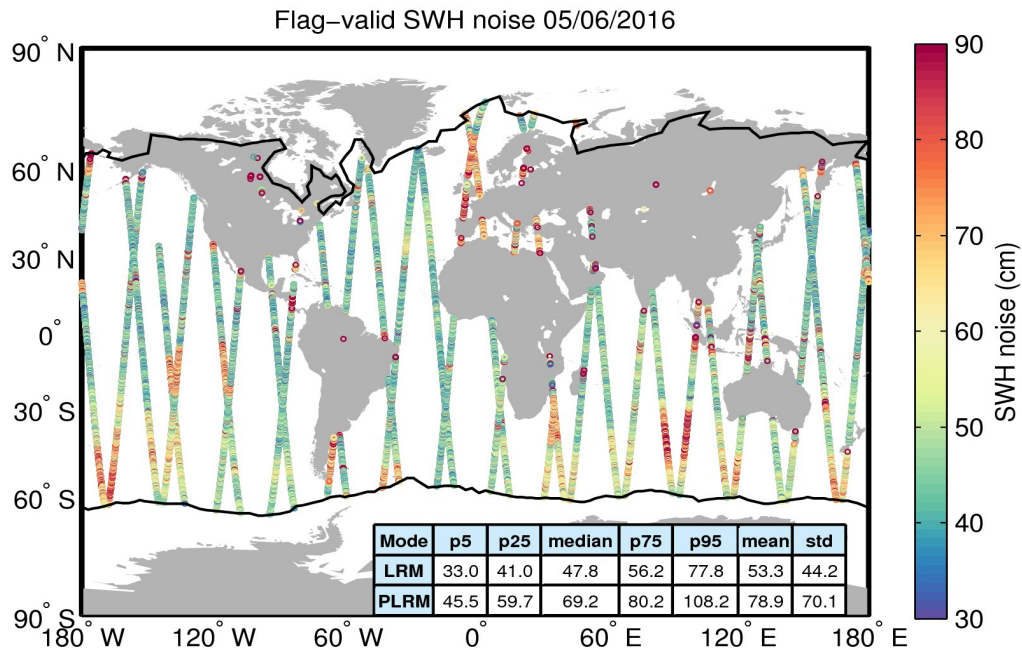 Flag−valid SWH noise 05/06/2016
90° N
60° N
30° N
0°
30° S
60° S
90° S
180° W
120° W
60° W
0°
60° E
120° E
180° E
Mode p5 p25 median p75 p95 mean std
LRM 33.0 41.0 47.8 56.2 77.8 53.3 44.2
PLRM 45.5 59.7 69.2 80.2 108.2 78.9 70.1
90
80
70
60
50
40
30
SWH noise (cm)